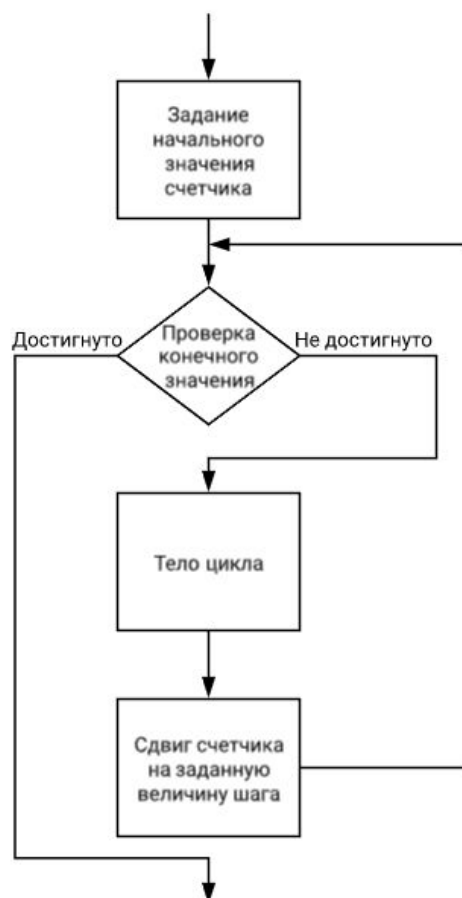 Задание
начального
значения
счетчика
Достигнуто
Проверка
конечного
значения
Не достигнуто
Тело цикла
Сдвиг счетчика
на заданную
величину шага